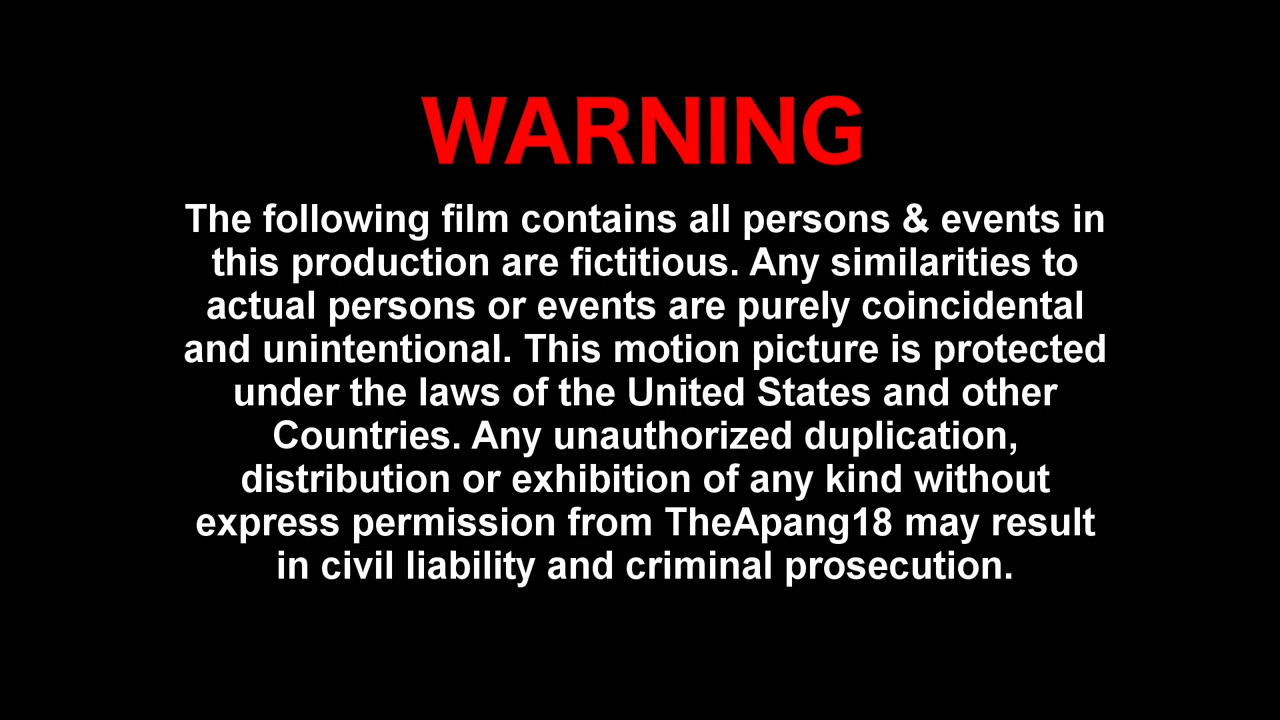 WARNING
The following film contains all persons & events in
this production are fictitious. Any similarities to
actual persons or events are purely coincidental
and unintentional. This motion picture is protected
under the laws of the United States and other
Countries. Any unauthorized duplication,
distribution or exhibition of any kind without
express permission from TheApang18 may result
in civil liability and criminal prosecution.